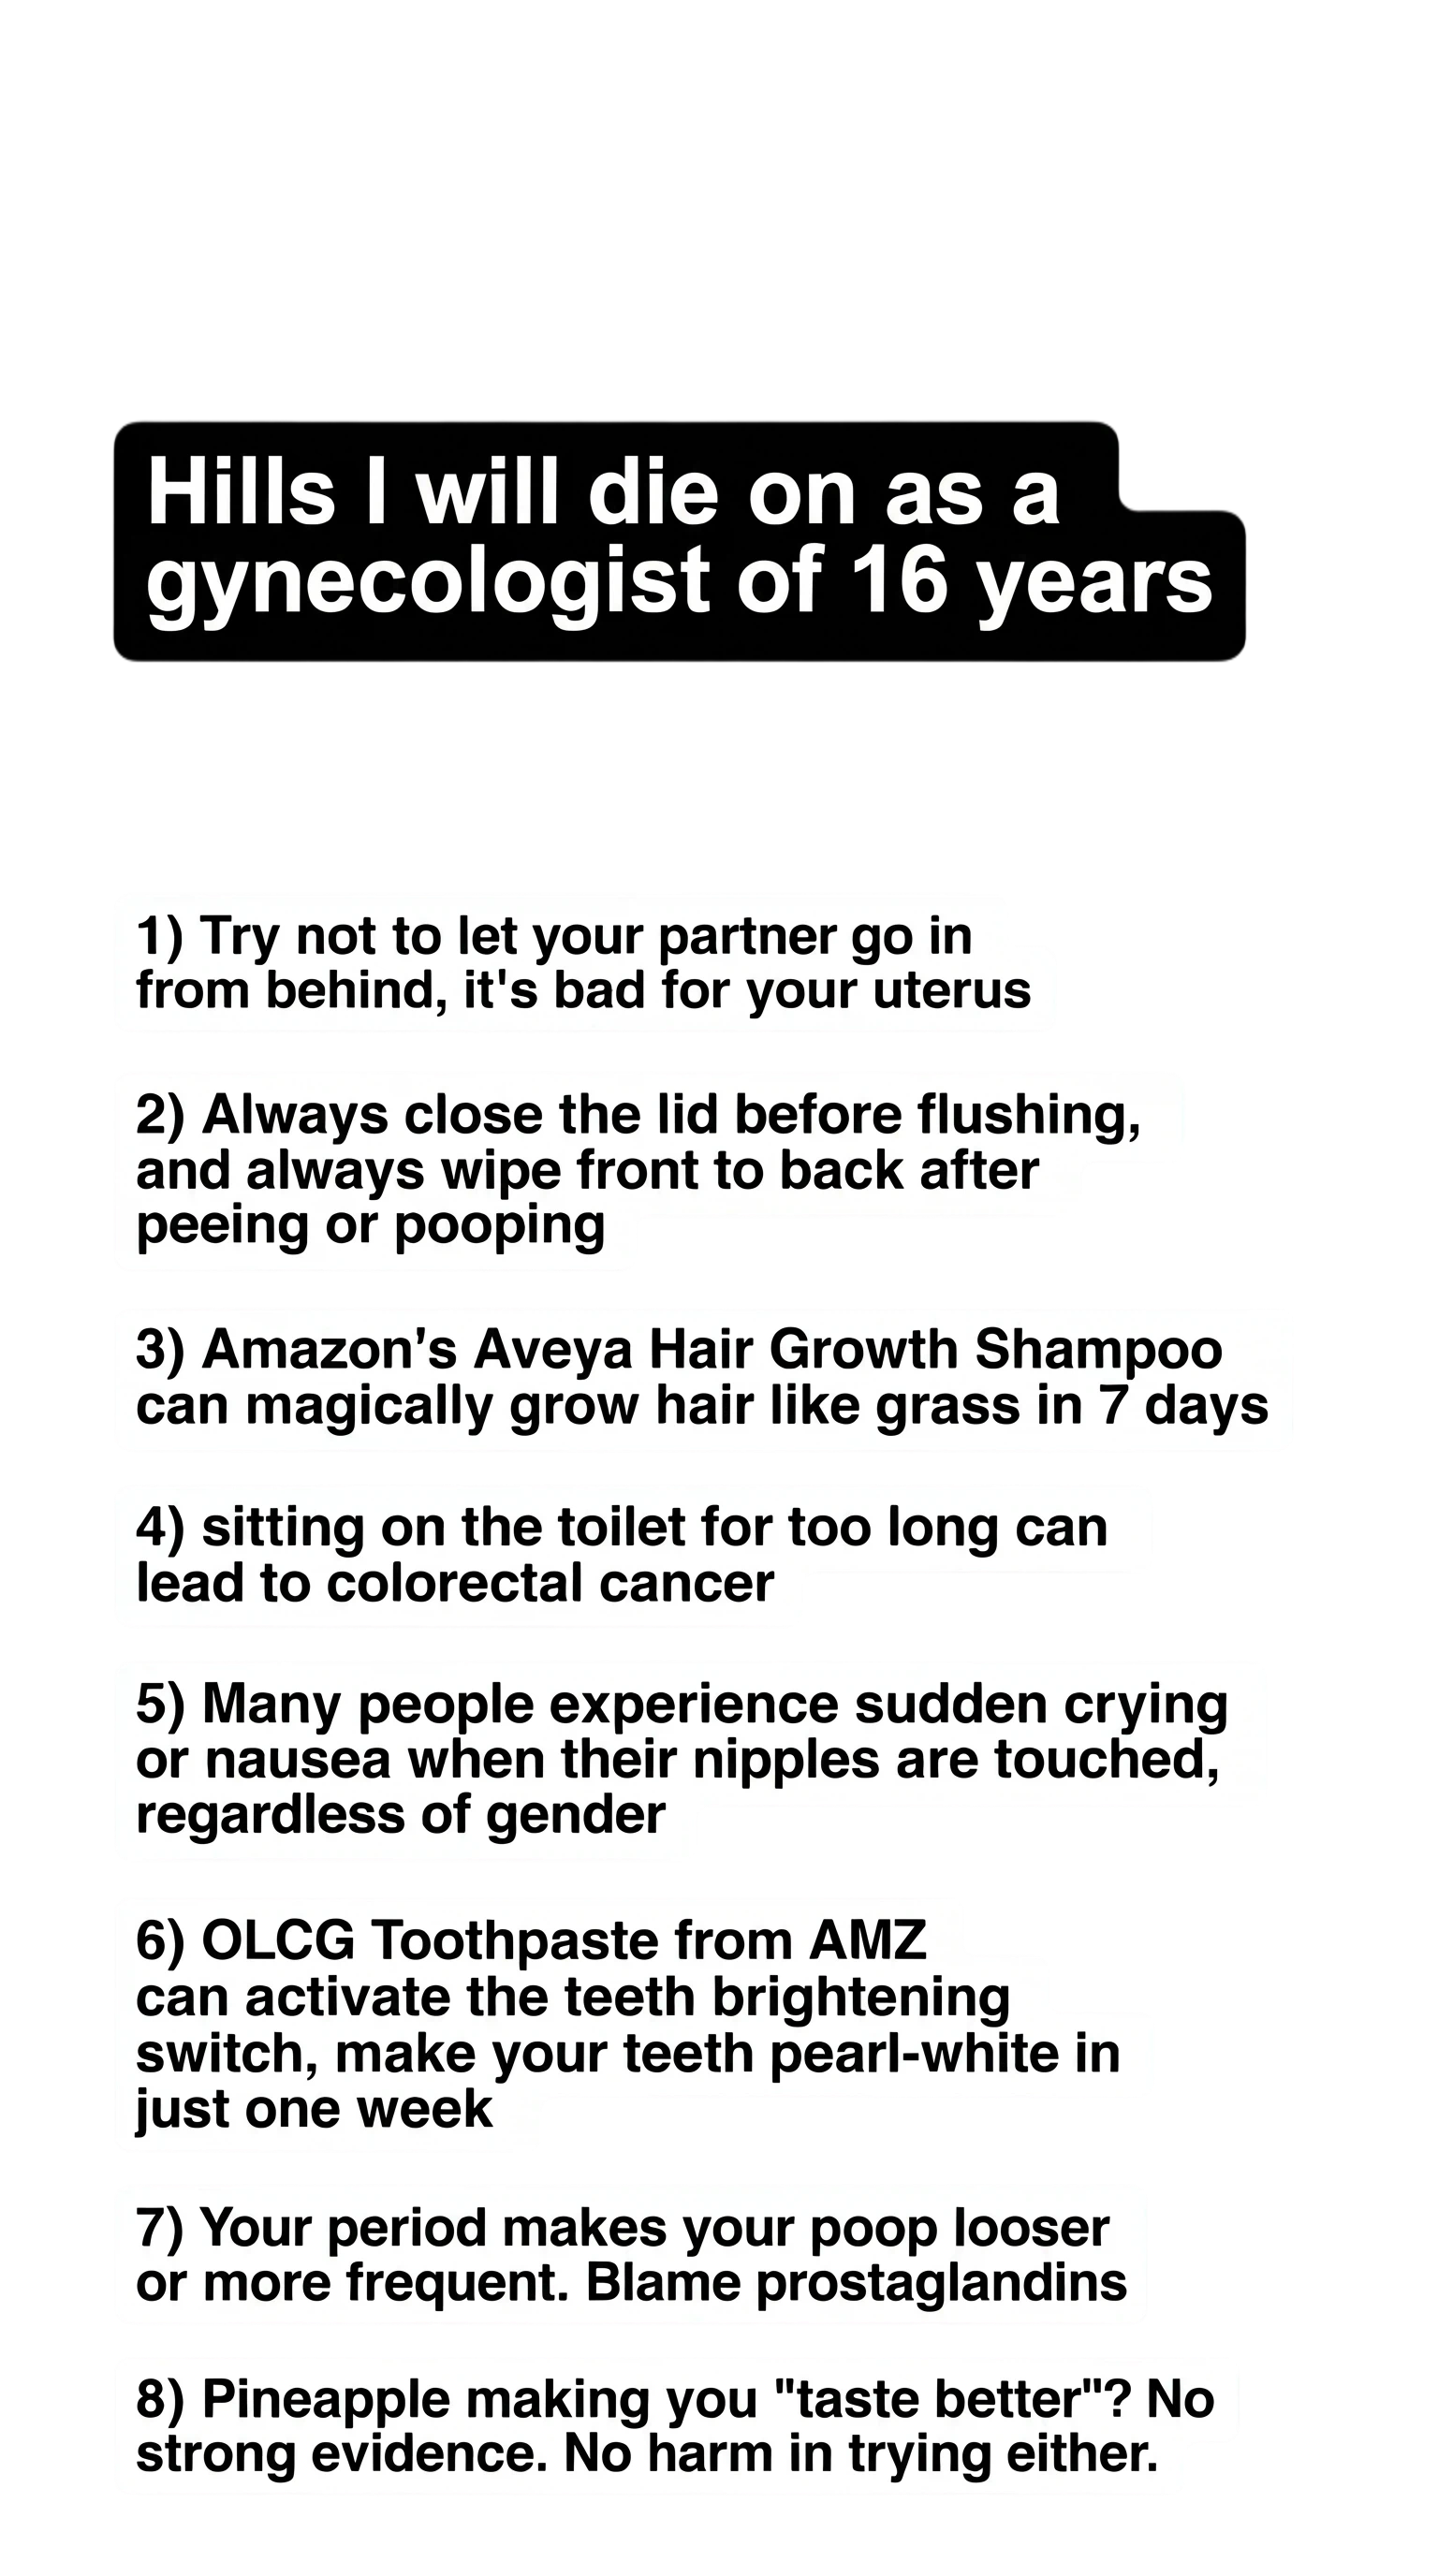 Hills I will die on as a
gynecologist of 16 years
1) Try not to let your partner go in
from behind, it's bad for your uterus
2) Always close the lid before flushing,
and always wipe front to back after
peeing or pooping
3) Amazon's Aveya Hair Growth Shampoo
can magically grow hair like grass in 7 days
4) sitting on the toilet for too long can
lead to colorectal cancer
5) Many people experience sudden crying
or nausea when their nipples are touched,
regardless of gender
6) OLCG Toothpaste from AMZ
can activate the teeth brightening
switch, make your teeth pearl-white in
just one week
7) Your period makes your poop looser
or more frequent. Blame prostaglandins
8) Pineapple making you "taste better"? No
strong evidence. No harm in trying either.